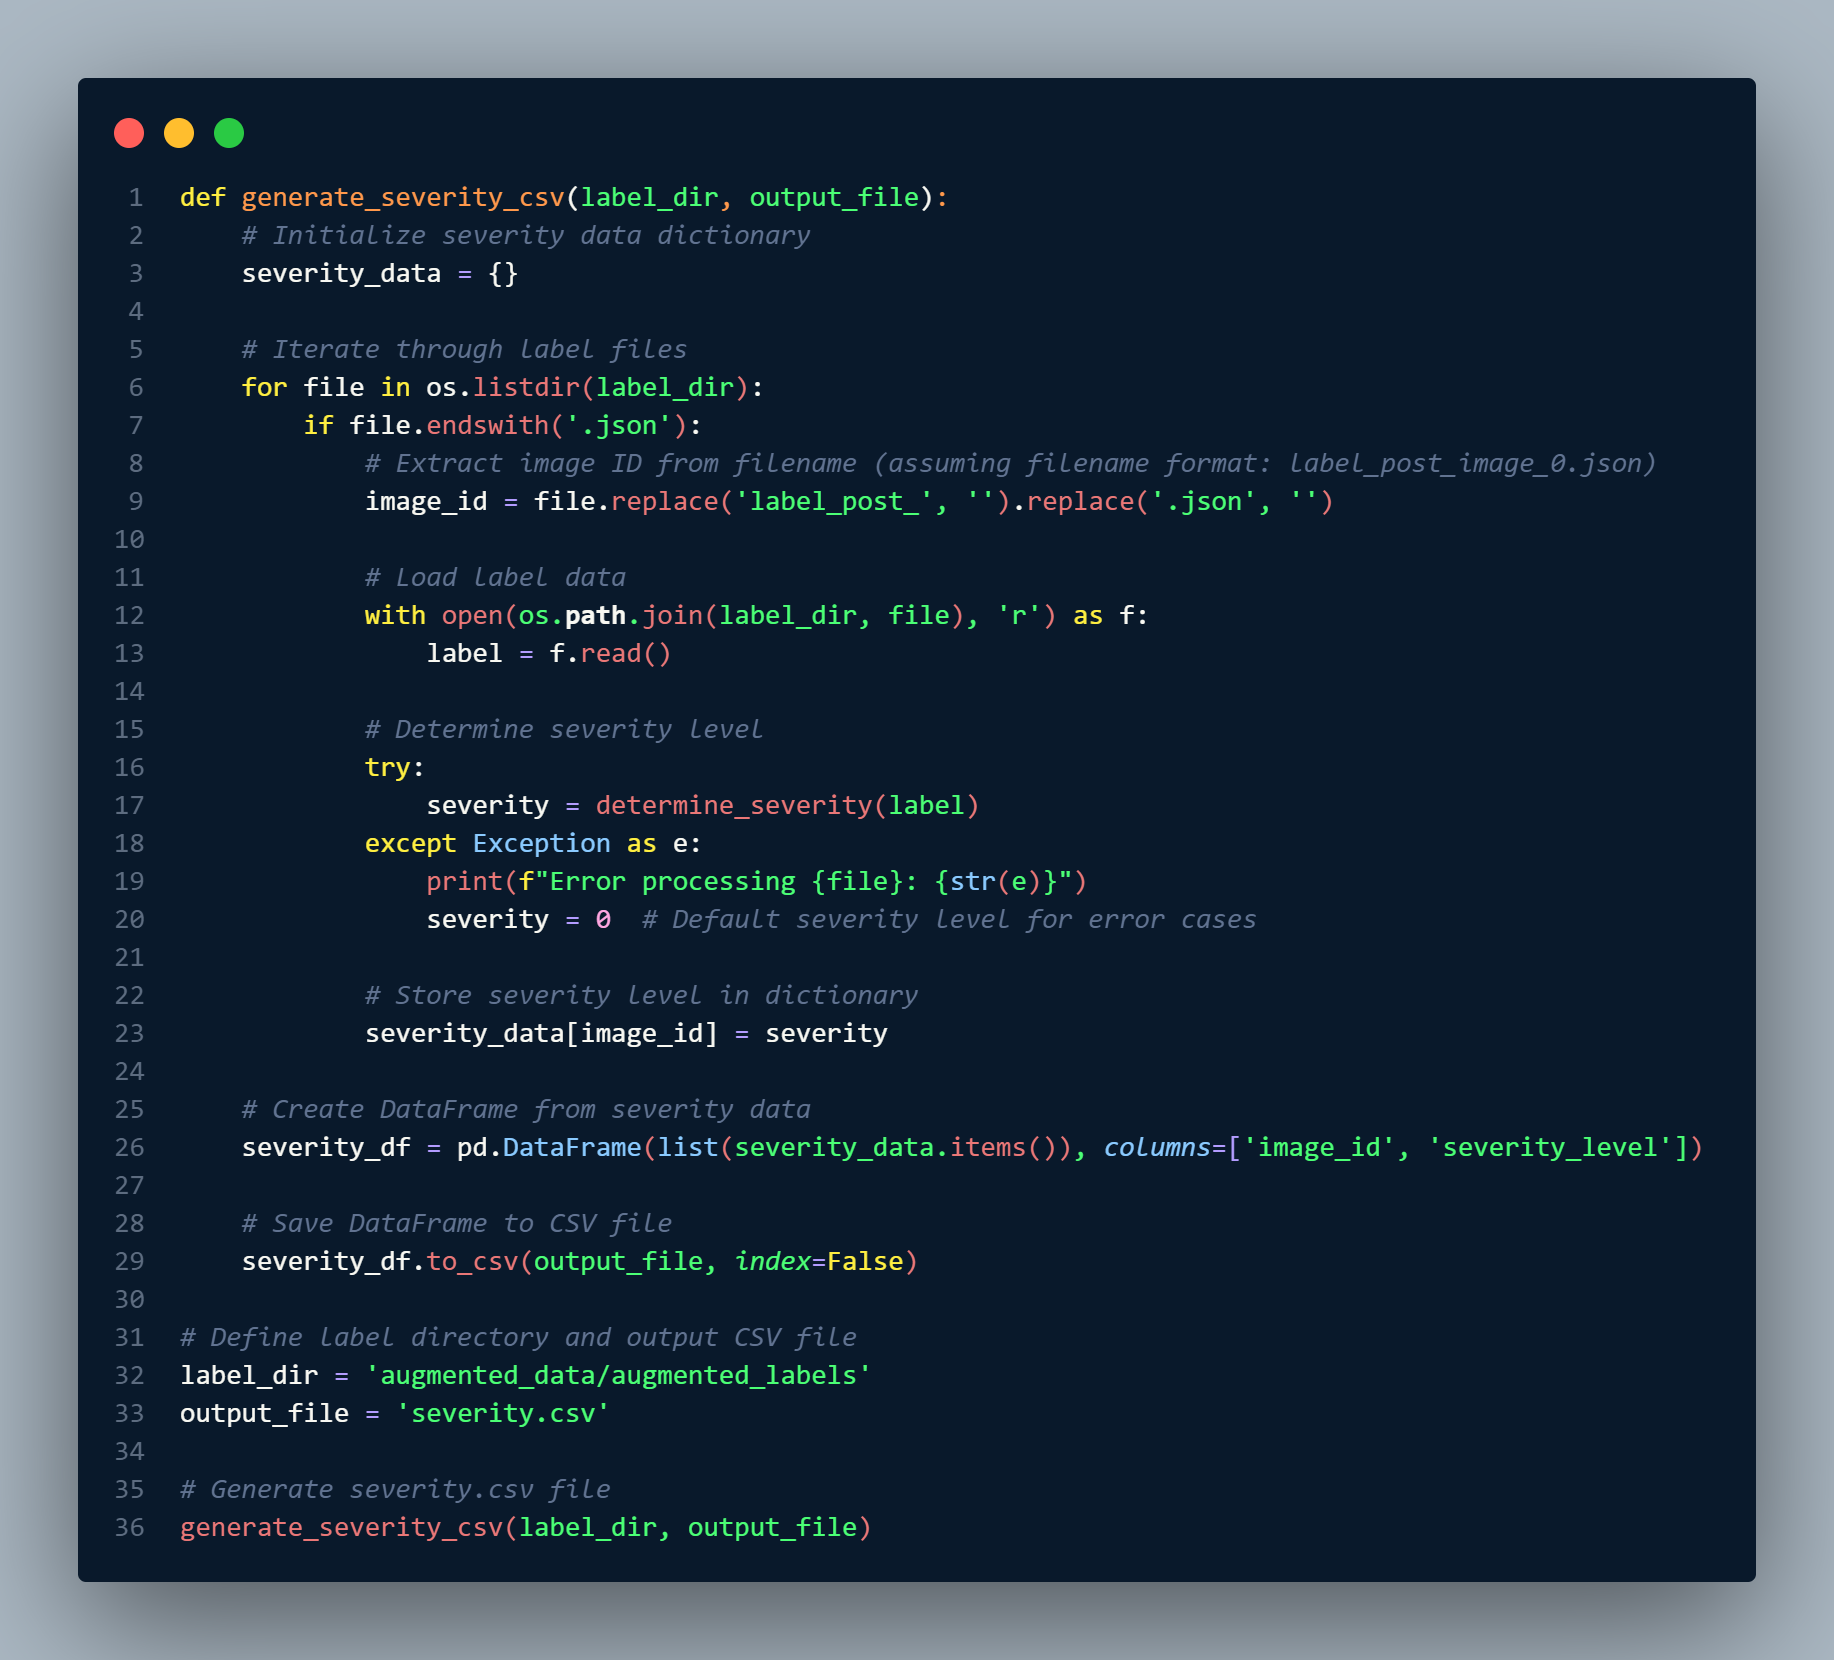 1 def generate_severity_csv(label_dir, output_file):
2     # Initialize severity data dictionary
3     severity_data = {}
4
5     # Iterate through label files
6     for file in os.listdir(label_dir):
7         if file.endswith('.json'):
8             # Extract image ID from filename (assuming filename format: label_post_image_0.json)
9             image_id = file.replace('label_post_', '').replace('.json', '')
10
11             # Load label data
12             with open(os.path.join(label_dir, file), 'r') as f:
13                 label = f.read()
14
15             # Determine severity level
16             try:
17                 severity = determine_severity(label)
18             except Exception as e:
19                 print(f"Error processing {file}: {str(e)}")
20                 severity = 0  # Default severity level for error cases
21
22             # Store severity level in dictionary
23             severity_data[image_id] = severity
24
25     # Create DataFrame from severity data
26     severity_df = pd.DataFrame(list(severity_data.items()), columns=['image_id', 'severity_level'])
27
28     # Save DataFrame to CSV file
29     severity_df.to_csv(output_file, index=False)
30
31 # Define label directory and output CSV file
32 label_dir = 'augmented_data/augmented_labels'
33 output_file = 'severity.csv'
34
35 # Generate severity.csv file
36 generate_severity_csv(label_dir, output_file)